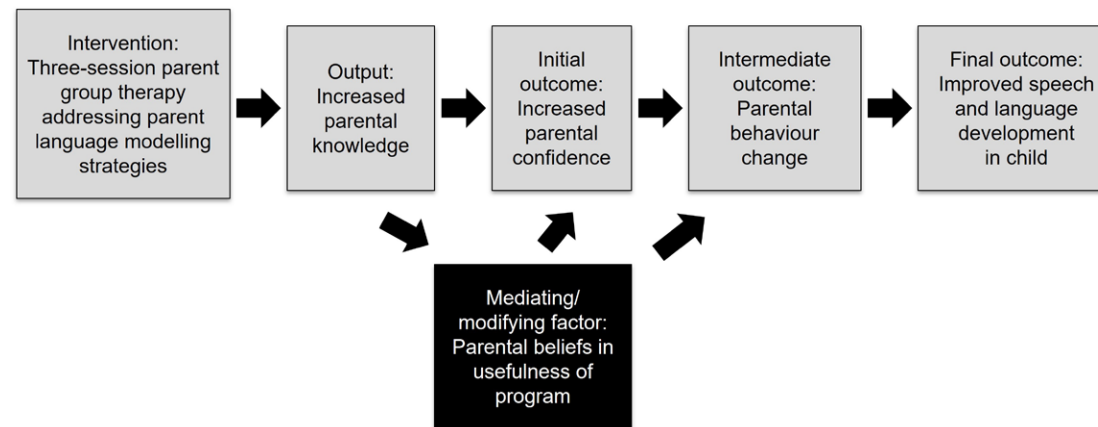 Intervention:
Three-session parent
group therapy
addressing parent
language modelling
strategies
Output:
Increased
parental
knowledge
Initial
outcome:
Increased
parental
confidence
Intermediate
outcome:
Parental
behaviour
change
Final outcome:
Improved speech
and language
development
in child
Mediating/
modifying factor:
Parental beliefs in
usefulness of
program